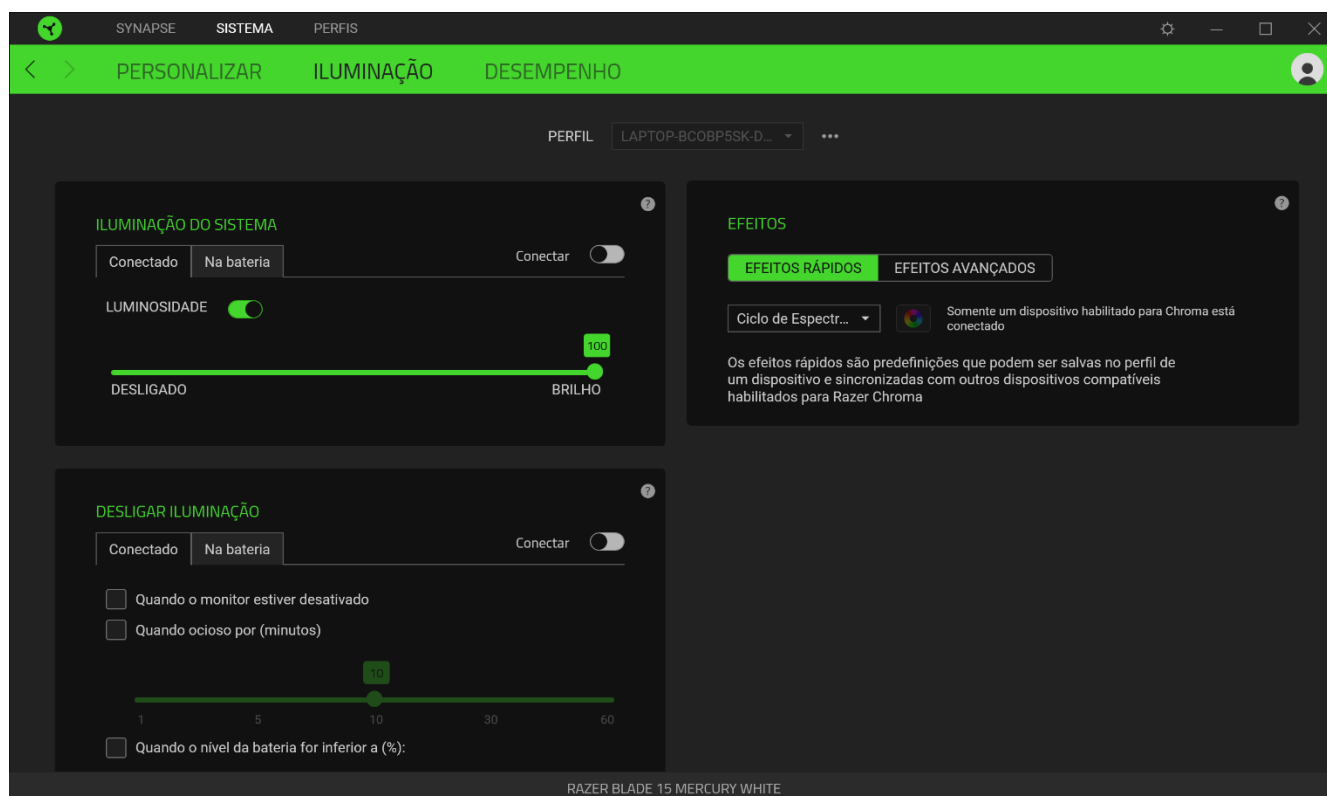 SYNAPSE SISTEMA PERFIS
PERSONALIZAR ILUMINAÇÃO DESEMPENHO
PERFIL LAPTOP-BCOBP5SK-D...
ILUMINAÇÃO DO SISTEMA
Conectado Na bateria Conectar
LUMINOSIDADE
100
DESLIGADO BRILHO
EFEITOS
EFEITOS RÁPIDOS EFEITOS AVANÇADOS
Ciclo de Espectr...
Somente um dispositivo habilitado para Chroma está
conectado
Os efeitos rápidos são predefinições que podem ser salvas no perfil de
um dispositivo e sincronizadas com outros dispositivos compatíveis
habilitados para Razer Chroma
DESLIGAR ILUMINAÇÃO
Conectado Na bateria Conectar
Quando o monitor estiver desativado
Quando ocioso por (minutos)
10
1 5 10 30 60
Quando o nível da bateria for inferior a (%):
RAZER BLADE 15 MERCURY WHITE